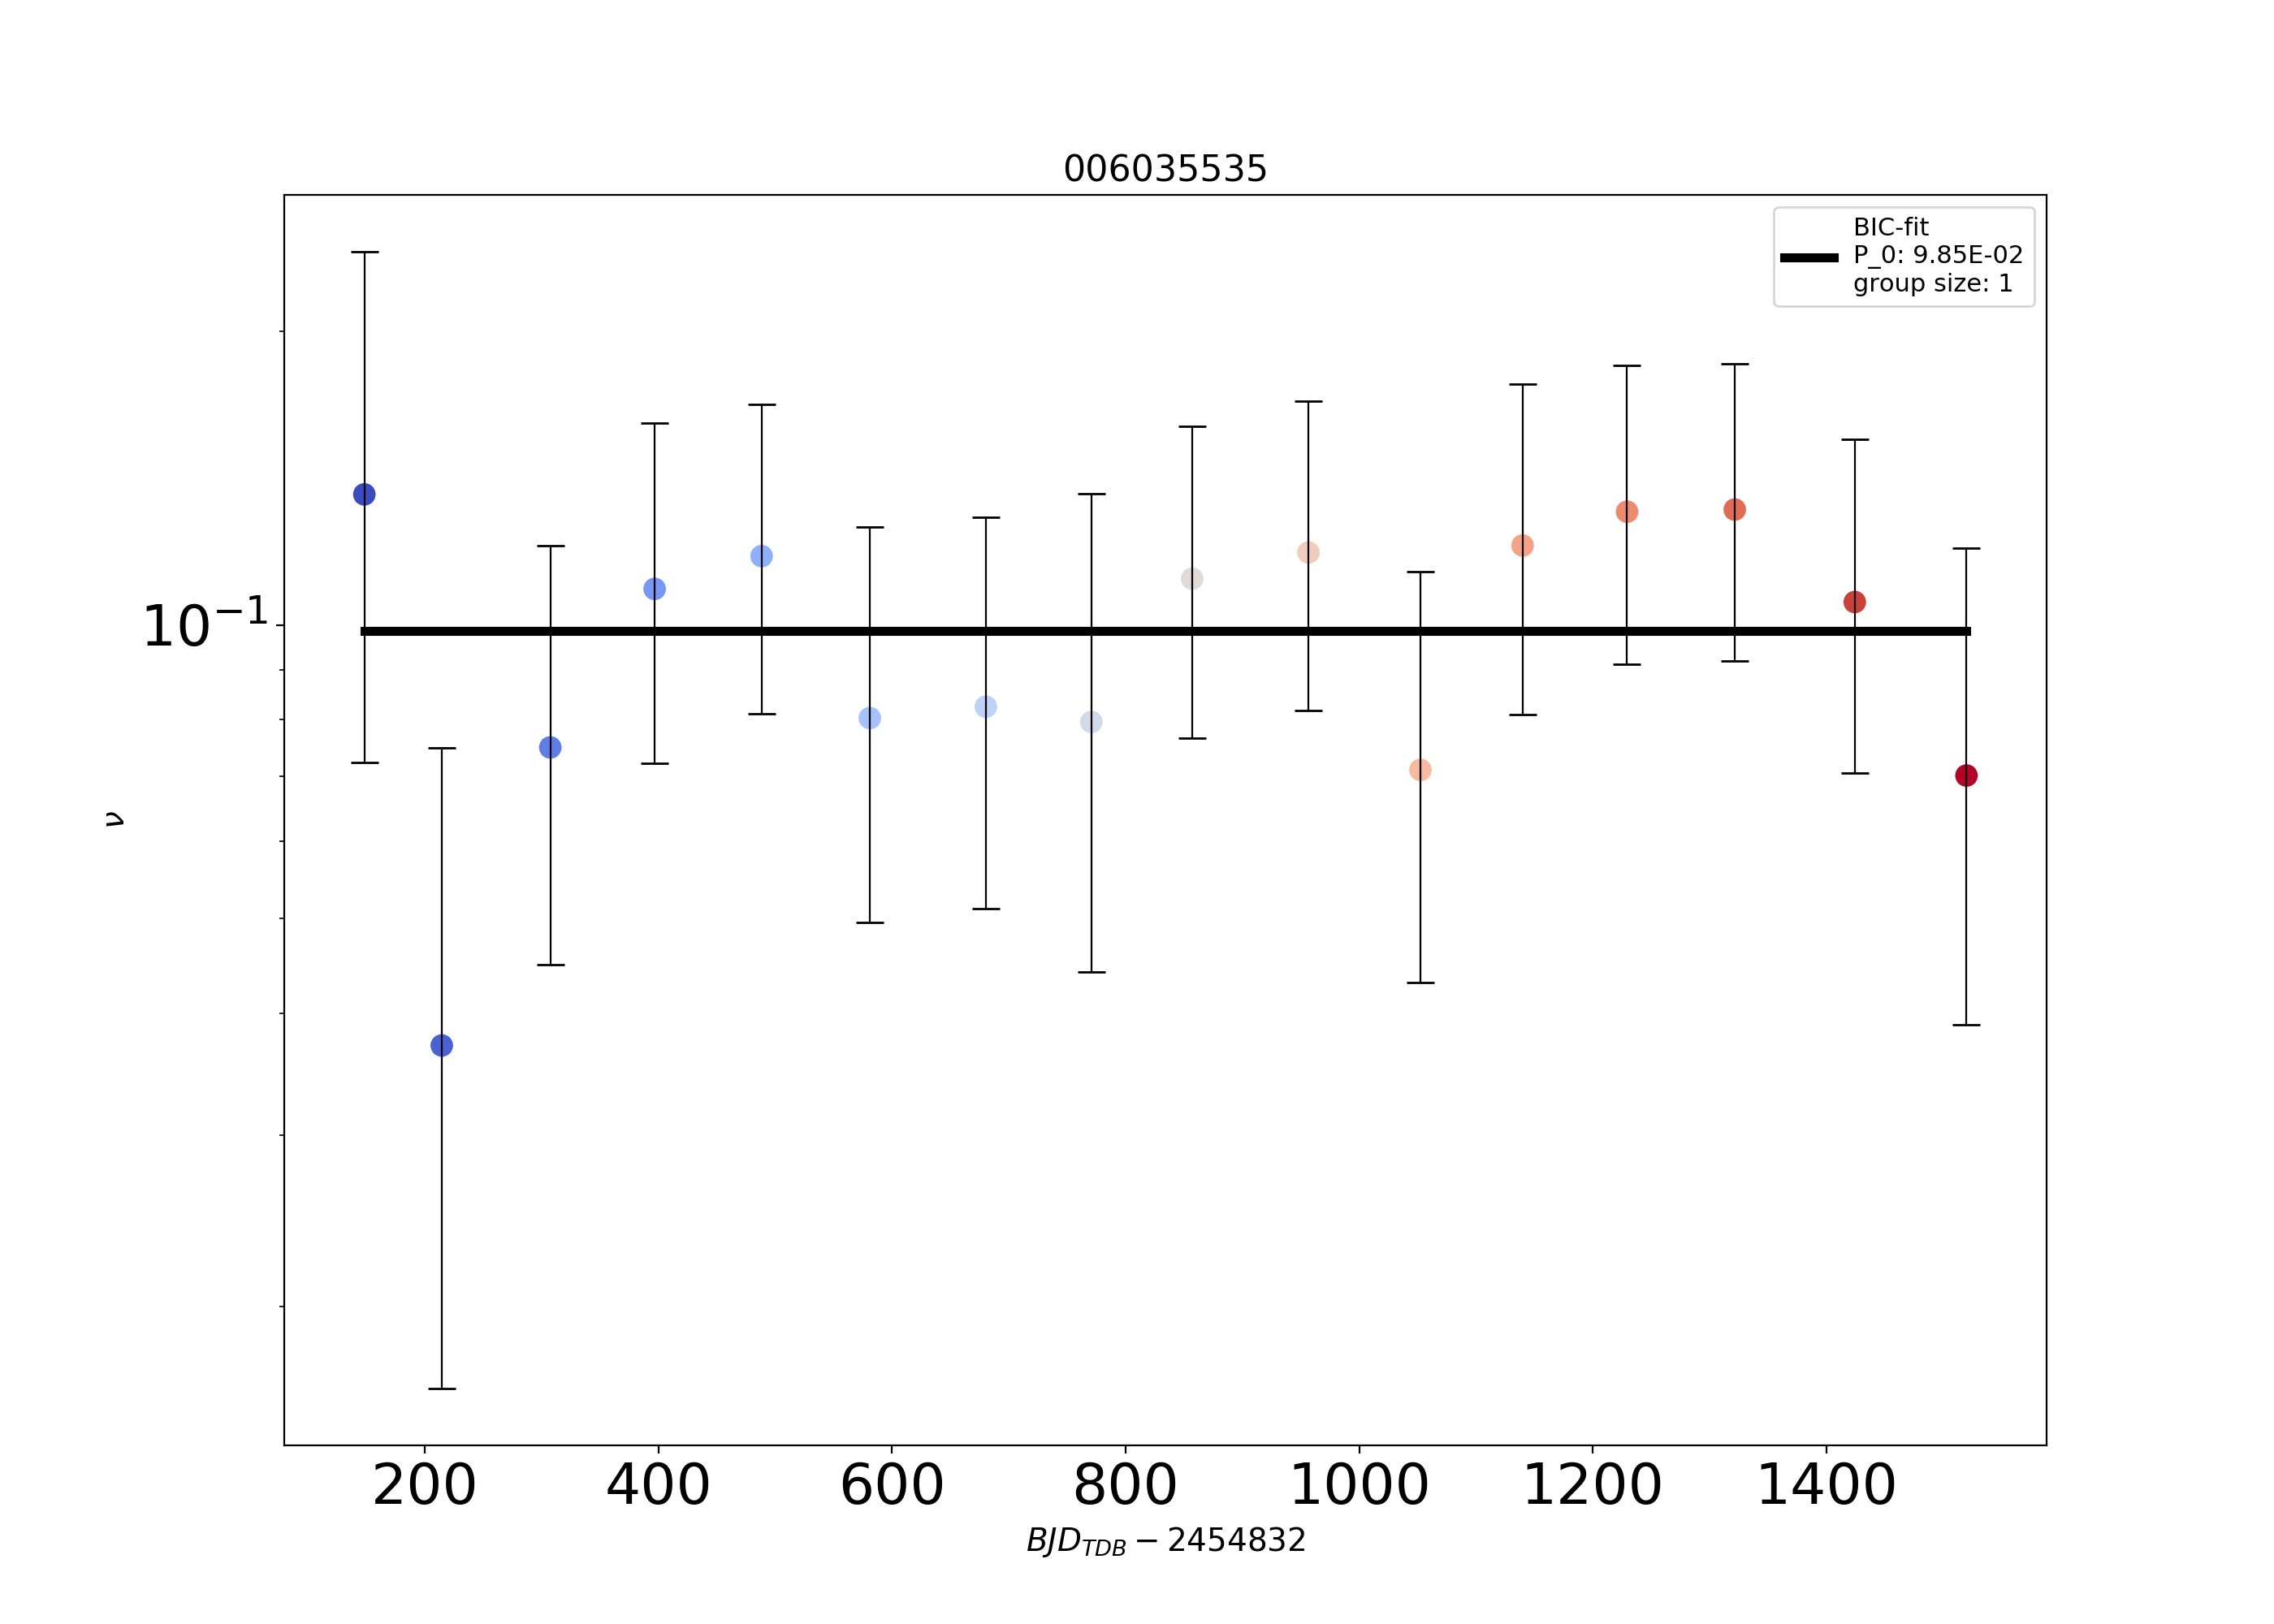 006035535
BIC-fit
P_0: 9.85E-02
group size: 1
10⁻¹
ν
200 400 600 800 1000 1200 1400
BJD_TDB − 2454832